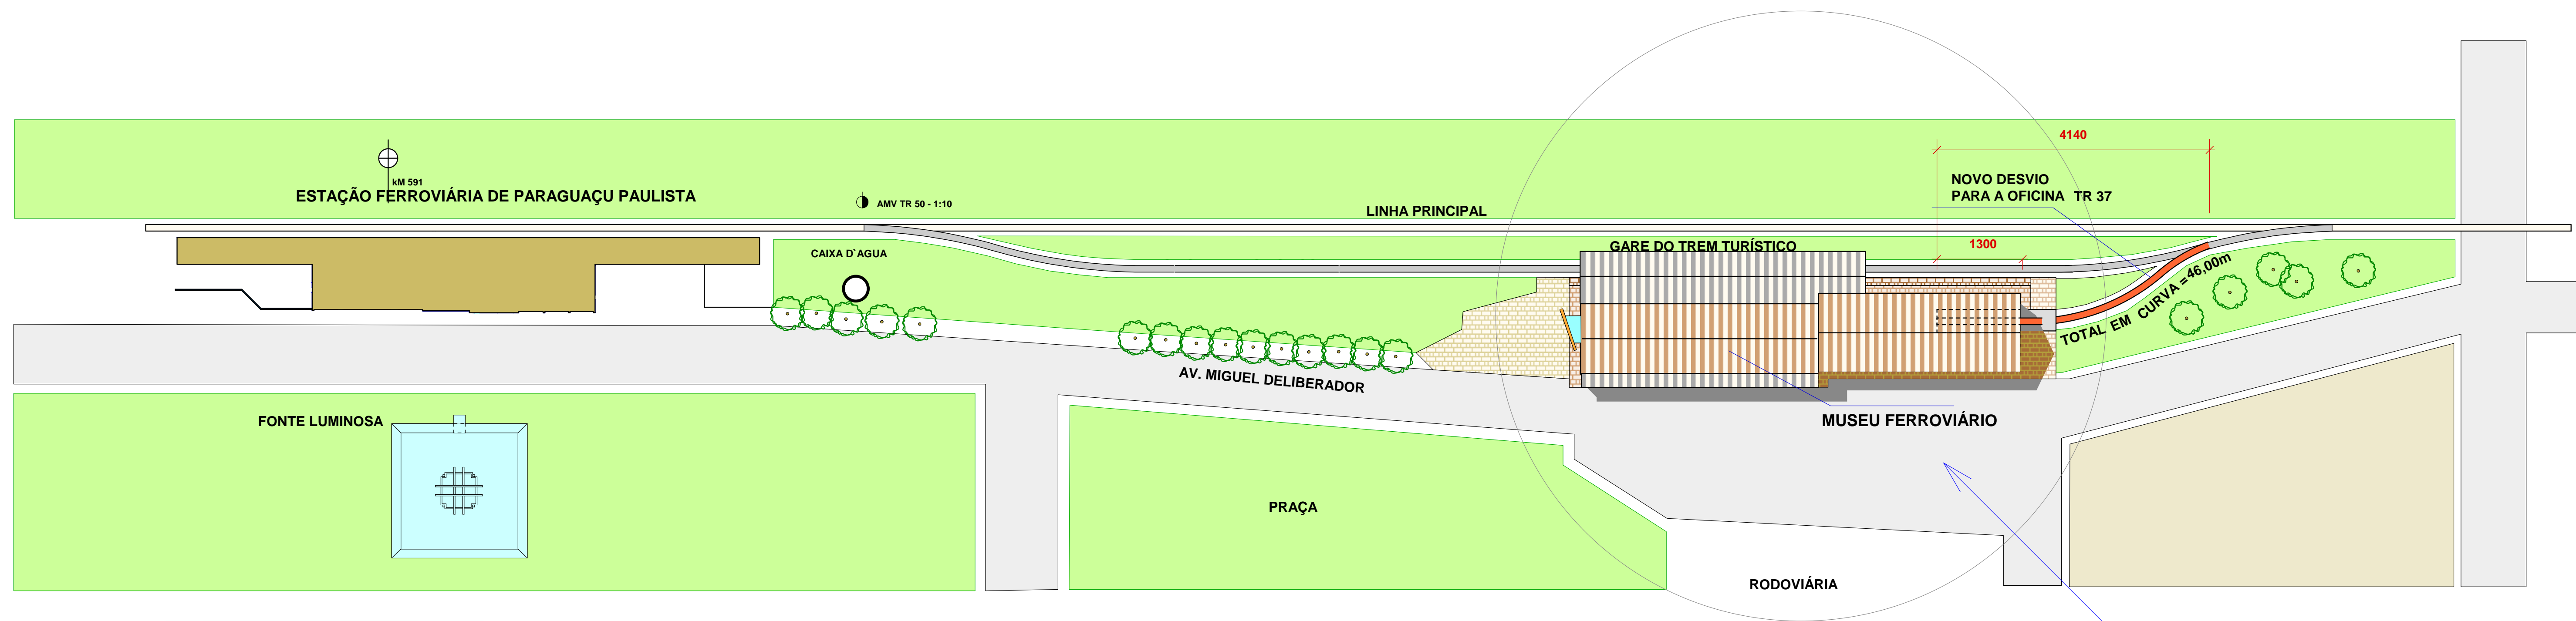 4140
kM 591
ESTAÇÃO FERROVIÁRIA DE PARAGUAÇU PAULISTA
NOVO DESVIO
PARA A OFICINA TR 37
AMV TR 50 - 1:10
LINHA PRINCIPAL
CAIXA D`AGUA
GARE DO TREM TURÍSTICO
1300
TOTAL EM CURVA =46,00m
AV. MIGUEL DELIBERADOR
FONTE LUMINOSA
MUSEU FERROVIÁRIO
PRAÇA
RODOVIÁRIA